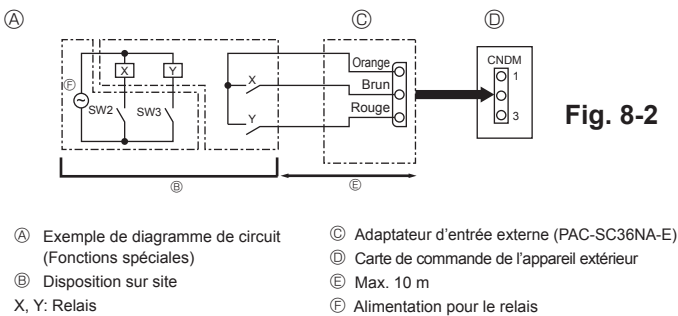 Ⓐ Ⓒ Ⓓ
Ⓕ X Y
SW2 SW3
X
Y
Orange
Brun
Rouge
CNDM
1
3
Fig. 8-2
Ⓑ Ⓔ
Ⓐ Exemple de diagramme de circuit
(Fonctions spéciales)
Ⓑ Disposition sur site
X, Y: Relais
Ⓒ Adaptateur d'entrée externe (PAC-SC36NA-E)
Ⓓ Carte de commande de l'appareil extérieur
Ⓔ Max. 10 m
Ⓕ Alimentation pour le relais